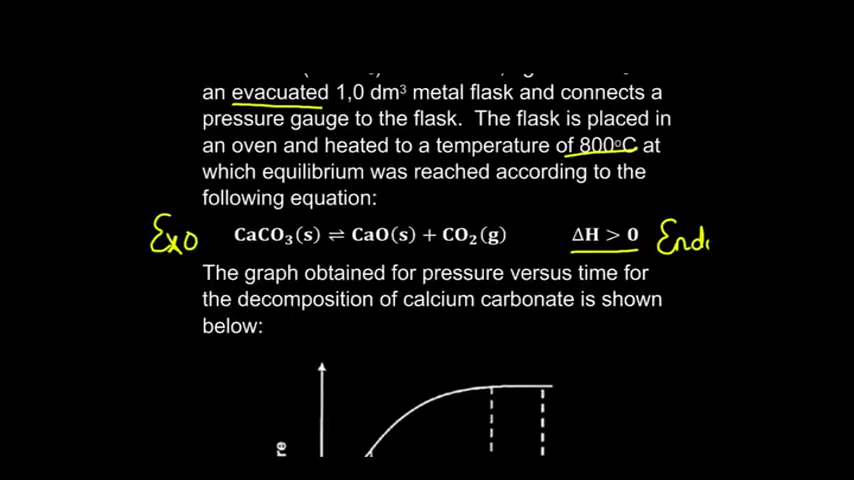 an evacuated 1,0 dm³ metal flask and connects a
pressure gauge to the flask. The flask is placed in
an oven and heated to a temperature of 800°C at
which equilibrium was reached according to the
following equation:
Exo CaCO₃(s) ⇌ CaO(s) + CO₂(g) ΔH > 0 Endo
The graph obtained for pressure versus time for
the decomposition of calcium carbonate is shown
below:
re